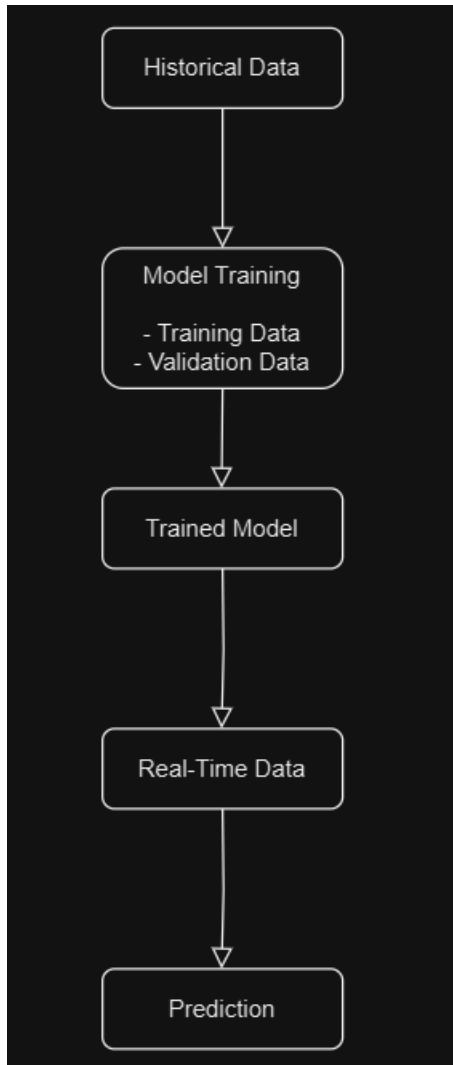 Historical Data
Model Training
- Training Data
- Validation Data
Trained Model
Real-Time Data
Prediction